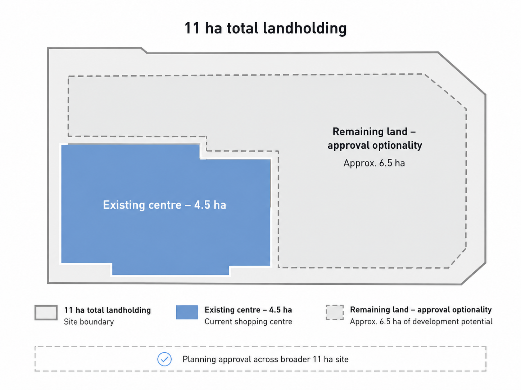 11 ha total landholding
Remaining land –
approval optionality
Approx. 6.5 ha
Existing centre – 4.5 ha
11 ha total landholding
Site boundary
Existing centre – 4.5 ha
Current shopping centre
Remaining land – approval optionality
Approx. 6.5 ha of development potential
Planning approval across broader 11 ha site